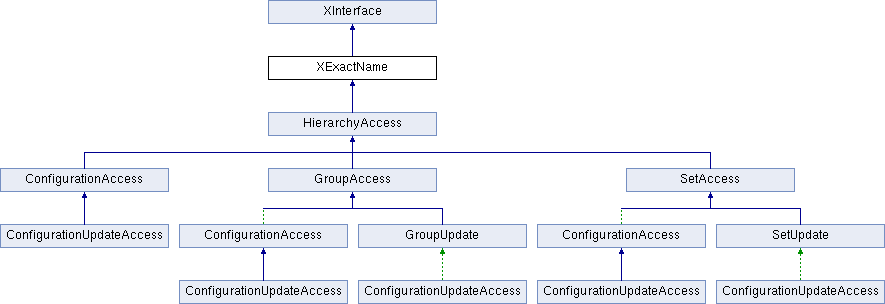 XInterface
XExactName
HierarchyAccess
ConfigurationAccess GroupAccess SetAccess
ConfigurationUpdateAccess ConfigurationAccess GroupUpdate ConfigurationAccess SetUpdate
ConfigurationUpdateAccess ConfigurationUpdateAccess ConfigurationUpdateAccess ConfigurationUpdateAccess